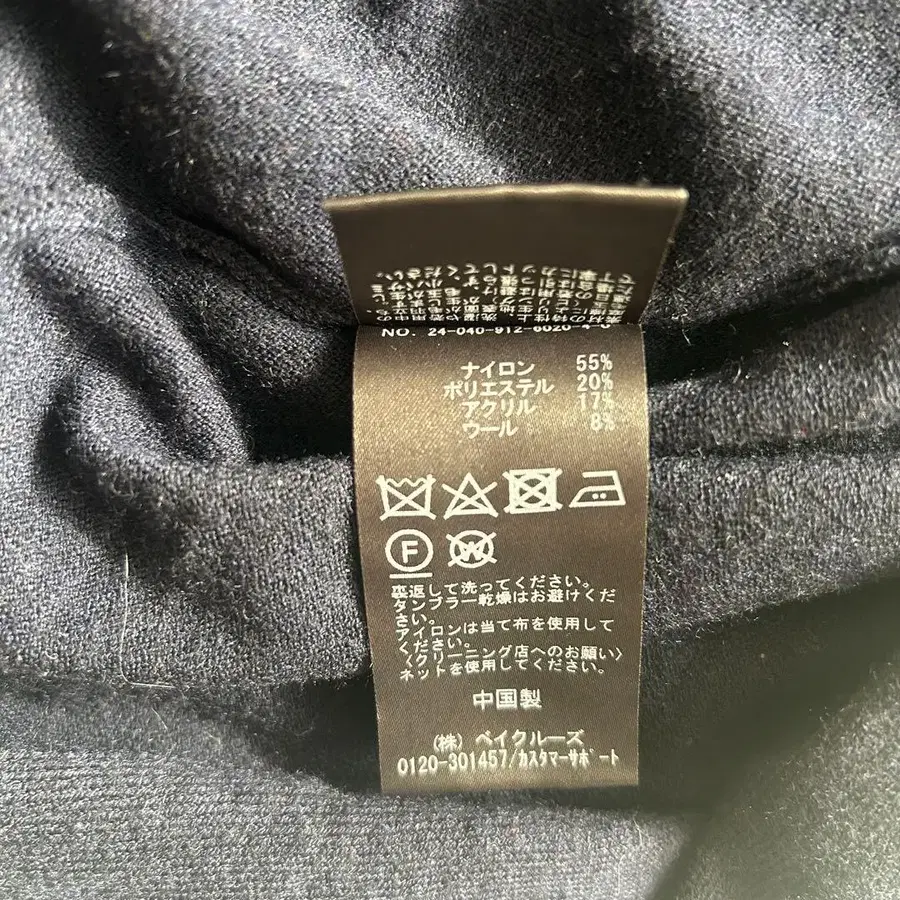 NO. 24-040-912-6020-4-0
ナイロン 55%
ポリエステル 20%
アクリル 17%
ウール 8%
F W
裏返して洗ってください。
タンブラー乾燥はお避けくだ
さい。
アイロンは当て布を使用して
ください。
〈クリーニング店へのお願い〉
ネットを使用してください。
中国製
(株) ベイクルーズ
0120-301457/カスタマーサポート